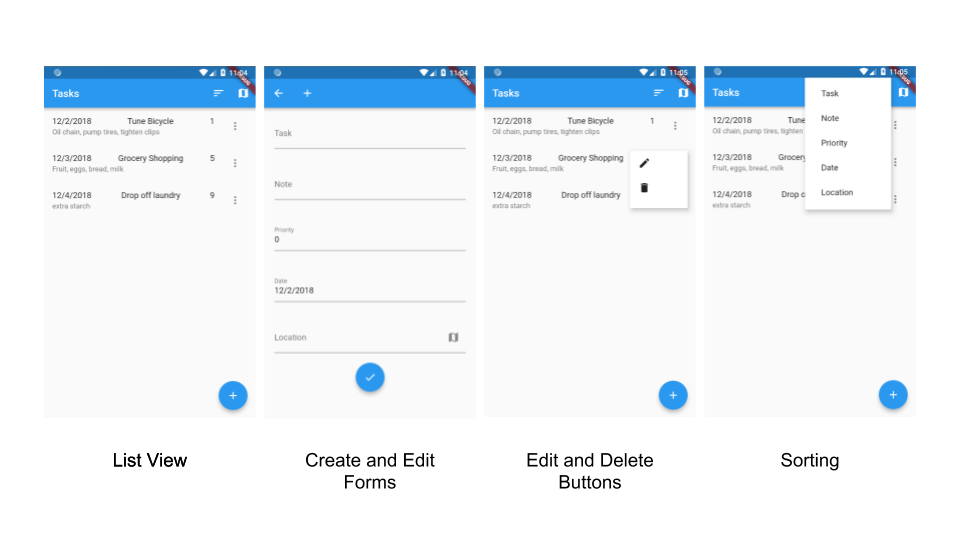 11:04
Tasks
12/2/2018 Tune Bicycle 1
Oil chain, pump tires, tighten clips
12/3/2018 Grocery Shopping 5
Fruit, eggs, bread, milk
12/4/2018 Drop off laundry 9
extra starch
+
List View
11:04
+
Task
Note
Priority
0
Date
12/2/2018
Location
Create and Edit
Forms
11:05
Tasks
12/2/2018 Tune Bicycle 1
Oil chain, pump tires, tighten clips
12/3/2018 Grocery Shopping
Fruit, eggs, bread, milk
12/4/2018 Drop off laundry
extra starch
+
Edit and Delete
Buttons
11:05
Tasks
12/2/2018 Tune
Oil chain, pump tires, tighten
12/3/2018 Grocery
Fruit, eggs, bread, milk
12/4/2018 Drop o
extra starch
Task
Note
Priority
Date
Location
+
Sorting